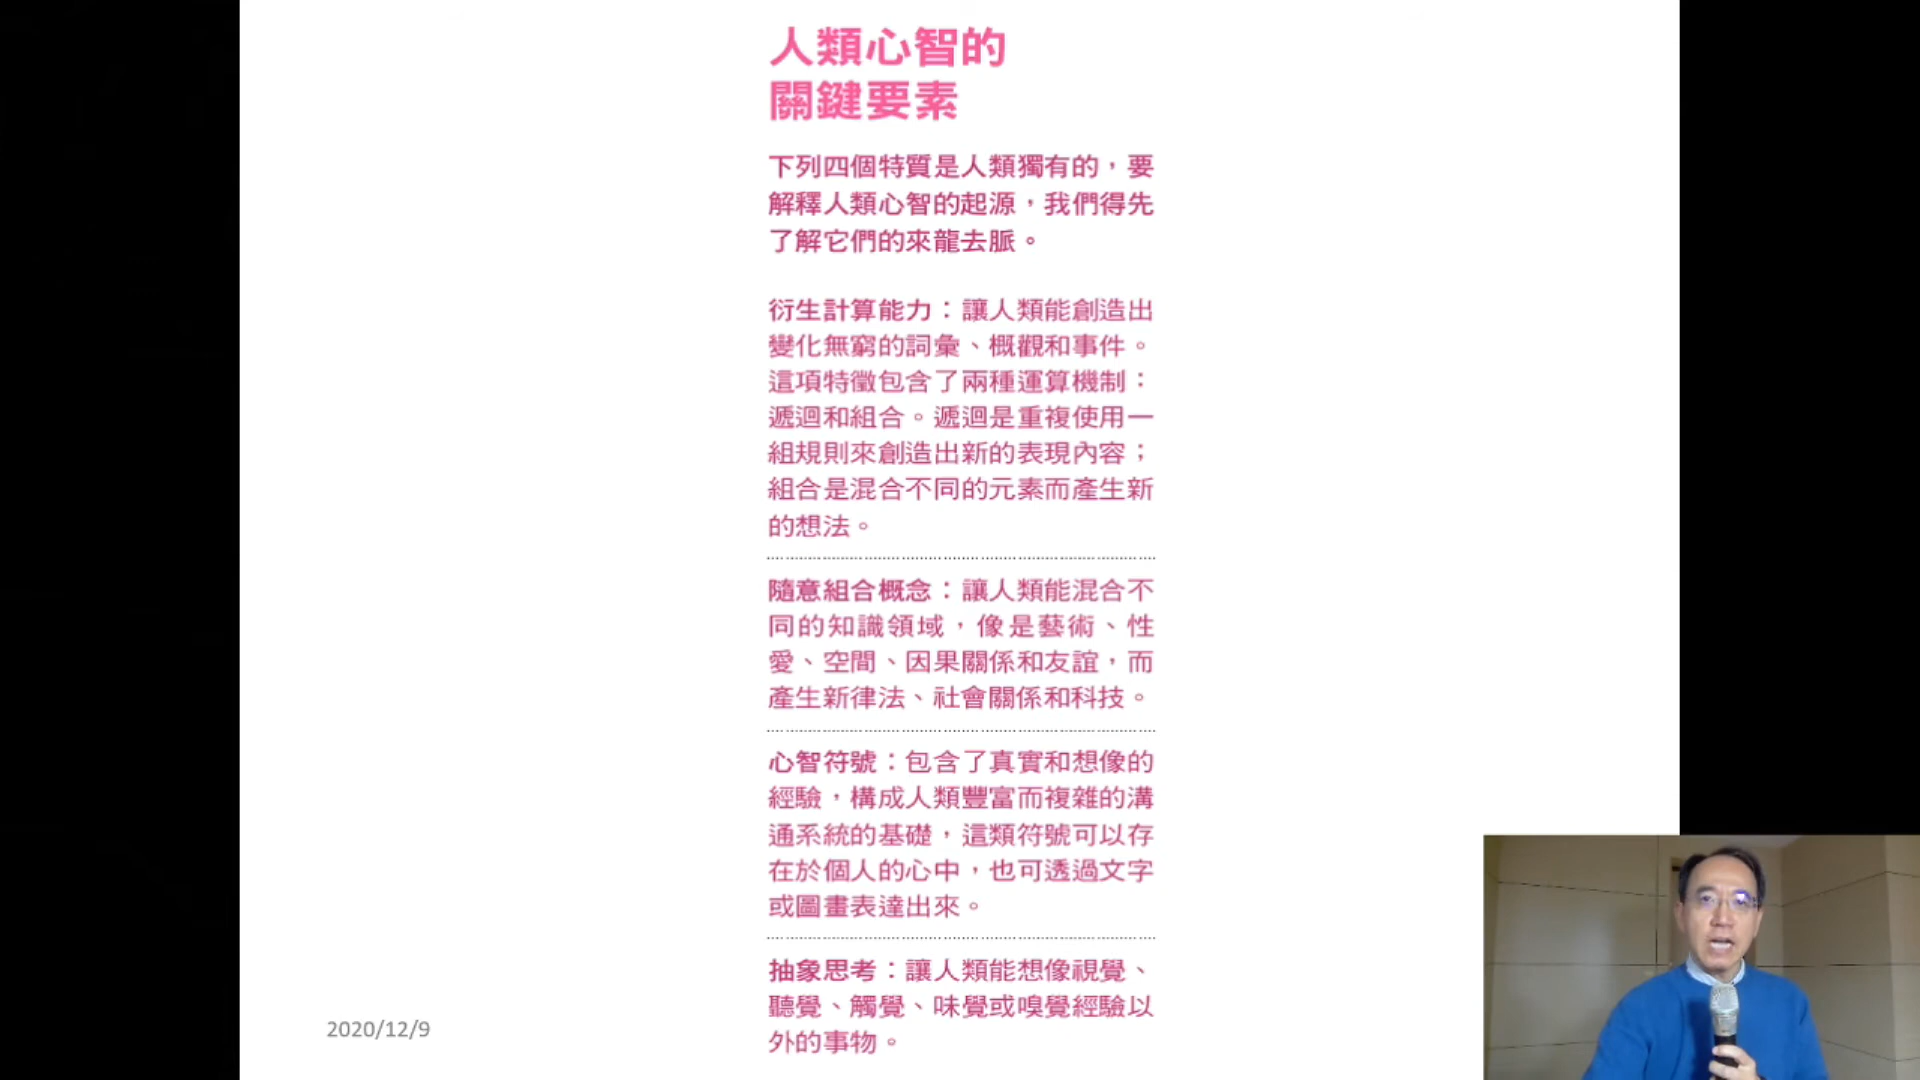 人類心智的
關鍵要素
下列四個特質是人類獨有的，要
解釋人類心智的起源，我們得先
了解它們的來龍去脈。
衍生計算能力：讓人類能創造出
變化無窮的詞彙、概觀和事件。
這項特徵包含了兩種運算機制：
遞迴和組合。遞迴是重複使用一
組規則來創造出新的表現內容；
組合是混合不同的元素而產生新
的想法。
隨意組合概念：讓人類能混合不
同的知識領域，像是藝術、性
愛、空間、因果關係和友誼，而
產生新律法、社會關係和科技。
心智符號：包含了真實和想像的
經驗，構成人類豐富而複雜的溝
通系統的基礎，這類符號可以存
在於個人的心中，也可透過文字
或圖畫表達出來。
抽象思考：讓人類能想像視覺、
聽覺、觸覺、味覺或嗅覺經驗以
外的事物。
2020/12/9